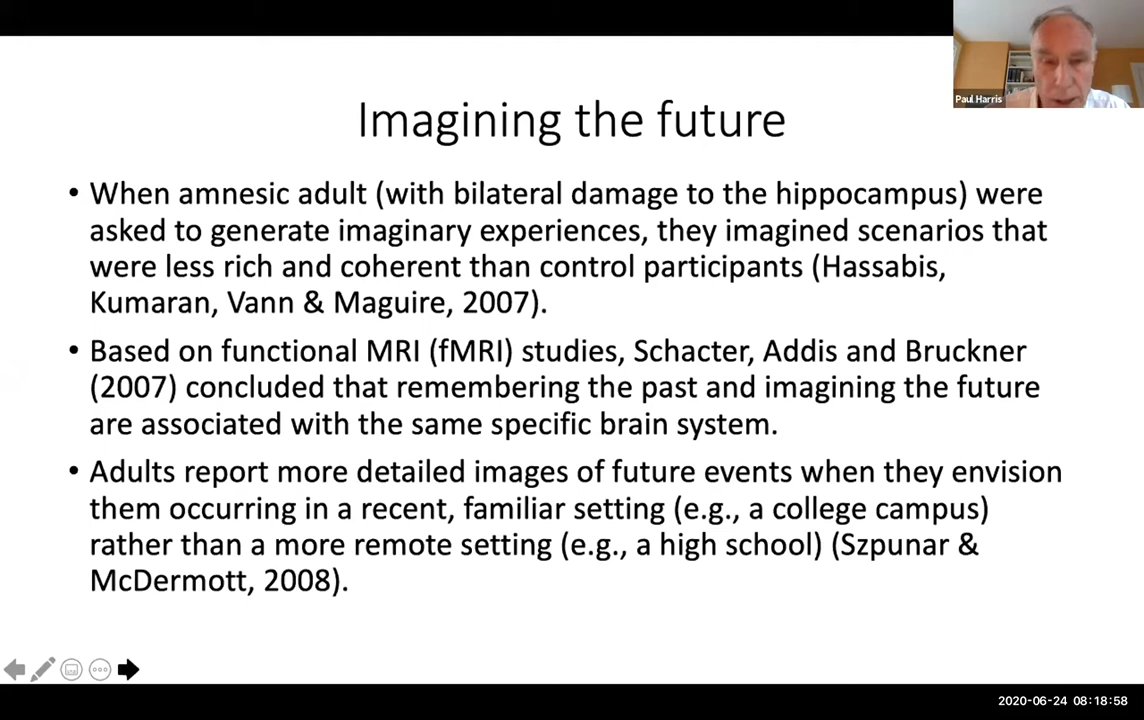 Paul Harris
Imagining the future
• When amnesic adult (with bilateral damage to the hippocampus) were
asked to generate imaginary experiences, they imagined scenarios that
were less rich and coherent than control participants (Hassabis,
Kumaran, Vann & Maguire, 2007).
• Based on functional MRI (fMRI) studies, Schacter, Addis and Bruckner
(2007) concluded that remembering the past and imagining the future
are associated with the same specific brain system.
• Adults report more detailed images of future events when they envision
them occurring in a recent, familiar setting (e.g., a college campus)
rather than a more remote setting (e.g., a high school) (Szpunar &
McDermott, 2008).
2020-06-24 08:18:58